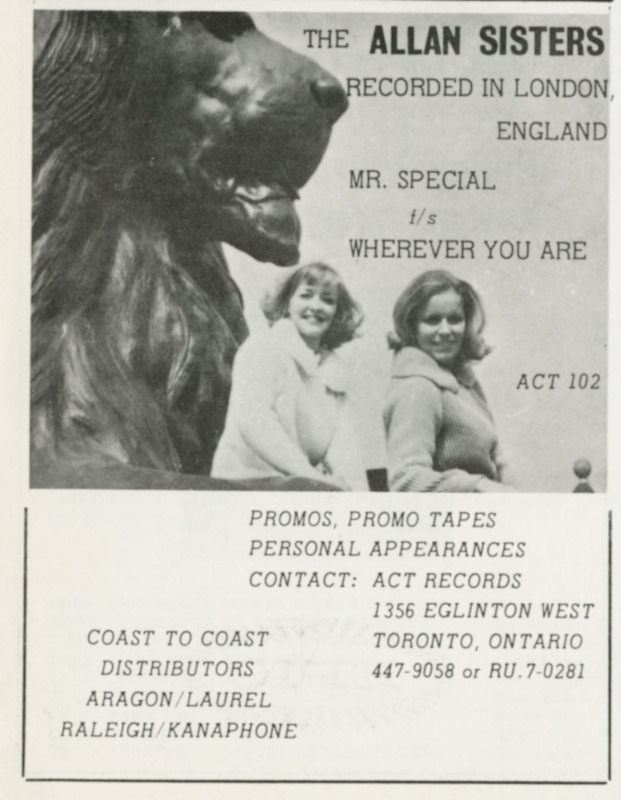 THE ALLAN SISTERS
RECORDED IN LONDON,
ENGLAND
MR. SPECIAL
f/s
WHEREVER YOU ARE
ACT 102
PROMOS, PROMO TAPES
PERSONAL APPEARANCES
CONTACT: ACT RECORDS
1356 EGLINTON WEST
TORONTO, ONTARIO
447-9058 or RU.7-0281
COAST TO COAST
DISTRIBUTORS
ARAGON/LAUREL
RALEIGH/KANAPHONE